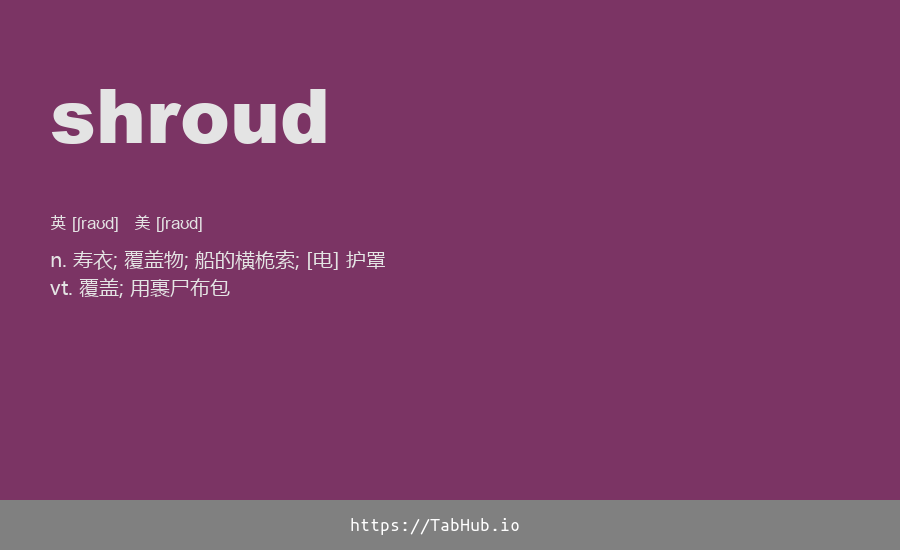 shroud
英 [ʃraʊd] 美 [ʃraʊd]
n. 寿衣; 覆盖物; 船的横桅索; [电] 护罩
vt. 覆盖; 用裹尸布包
https://TabHub.io